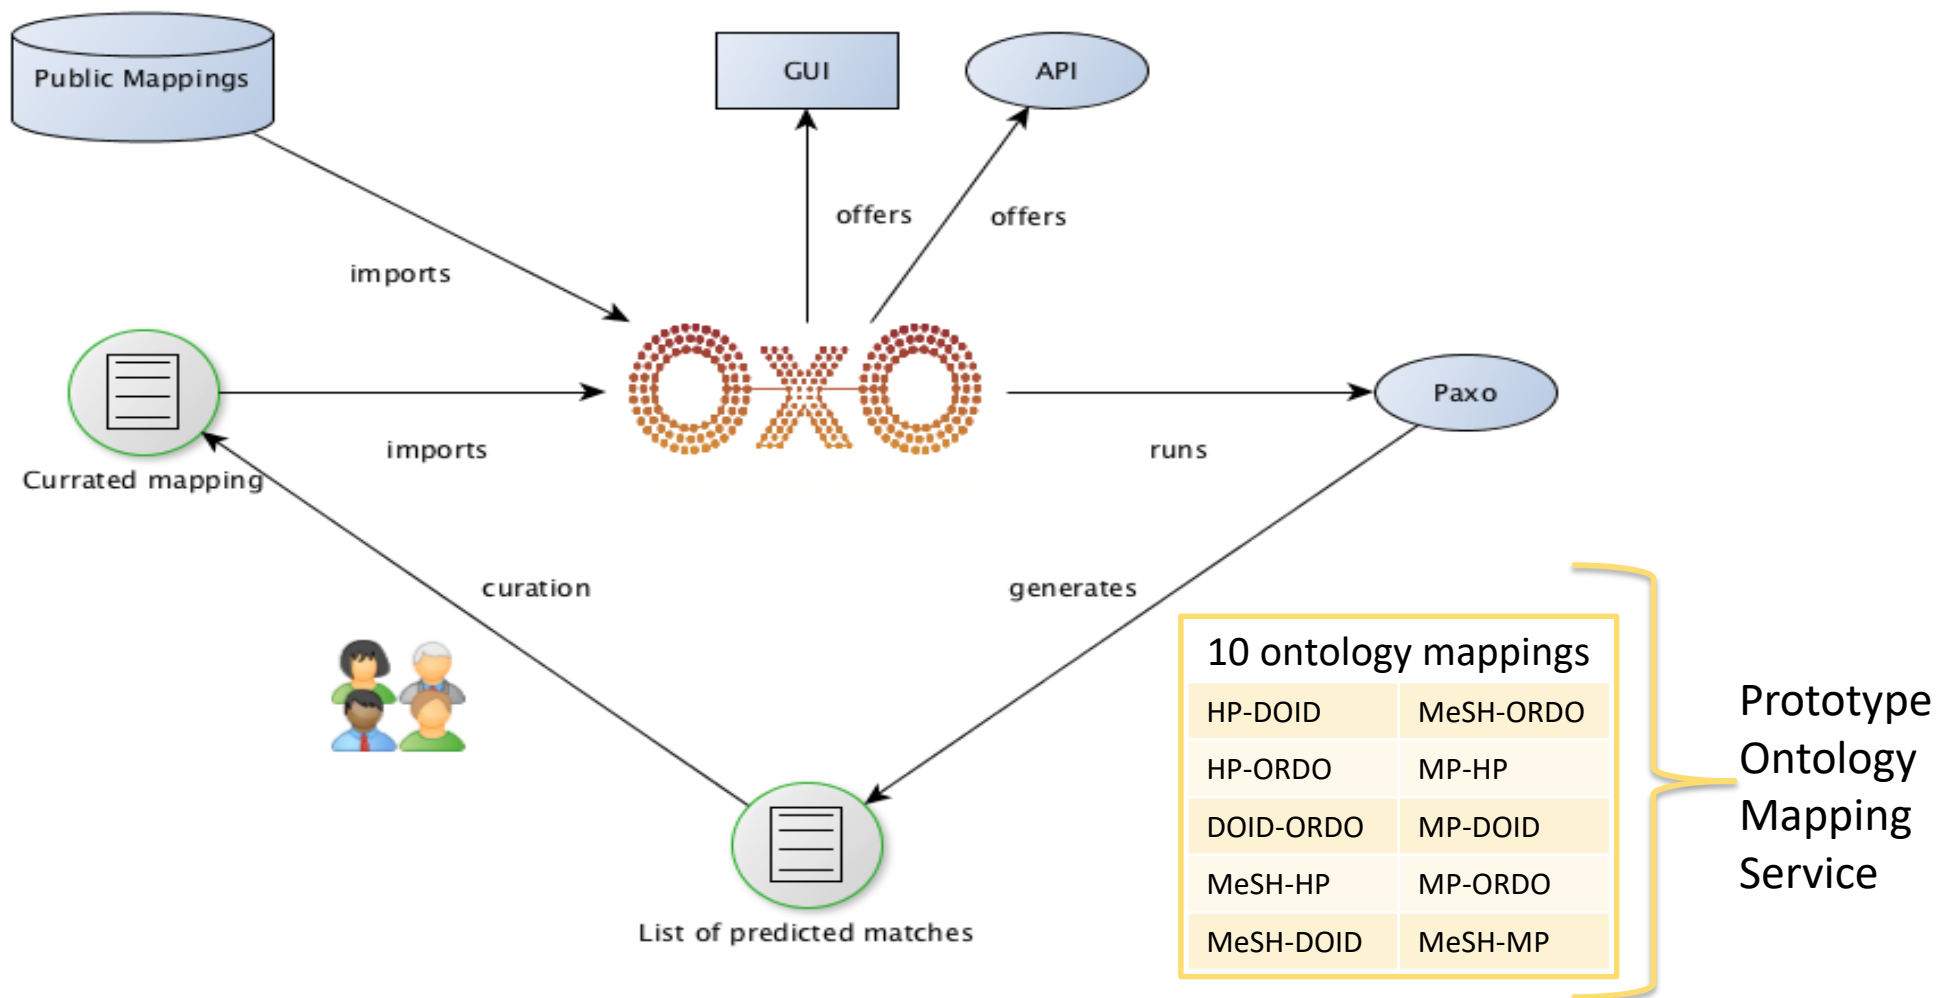 Public Mappings
GUI
API
offers
offers
imports
OXO
Paxo
imports
runs
Currated mapping
curation
generates
10 ontology mappings
HP-DOID MeSH-ORDO
HP-ORDO MP-HP
DOID-ORDO MP-DOID
MeSH-HP MP-ORDO
MeSH-DOID MeSH-MP
Prototype
Ontology
Mapping
Service
List of predicted matches